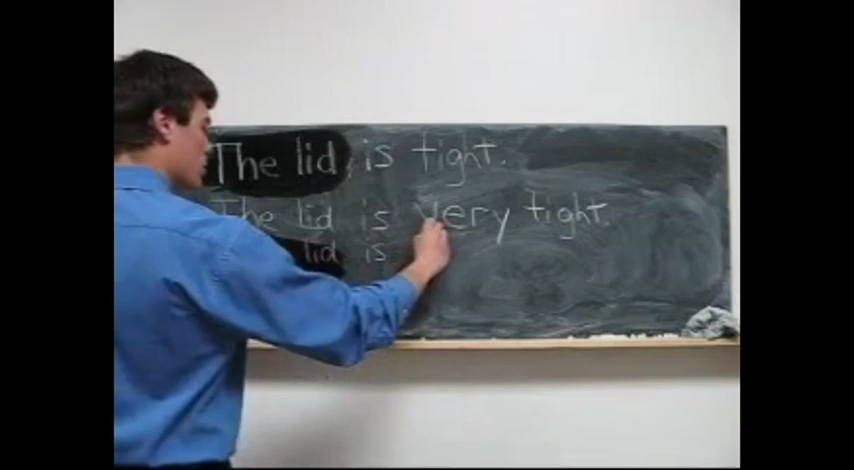 The lid is tight.
The lid is very tight.
lid is